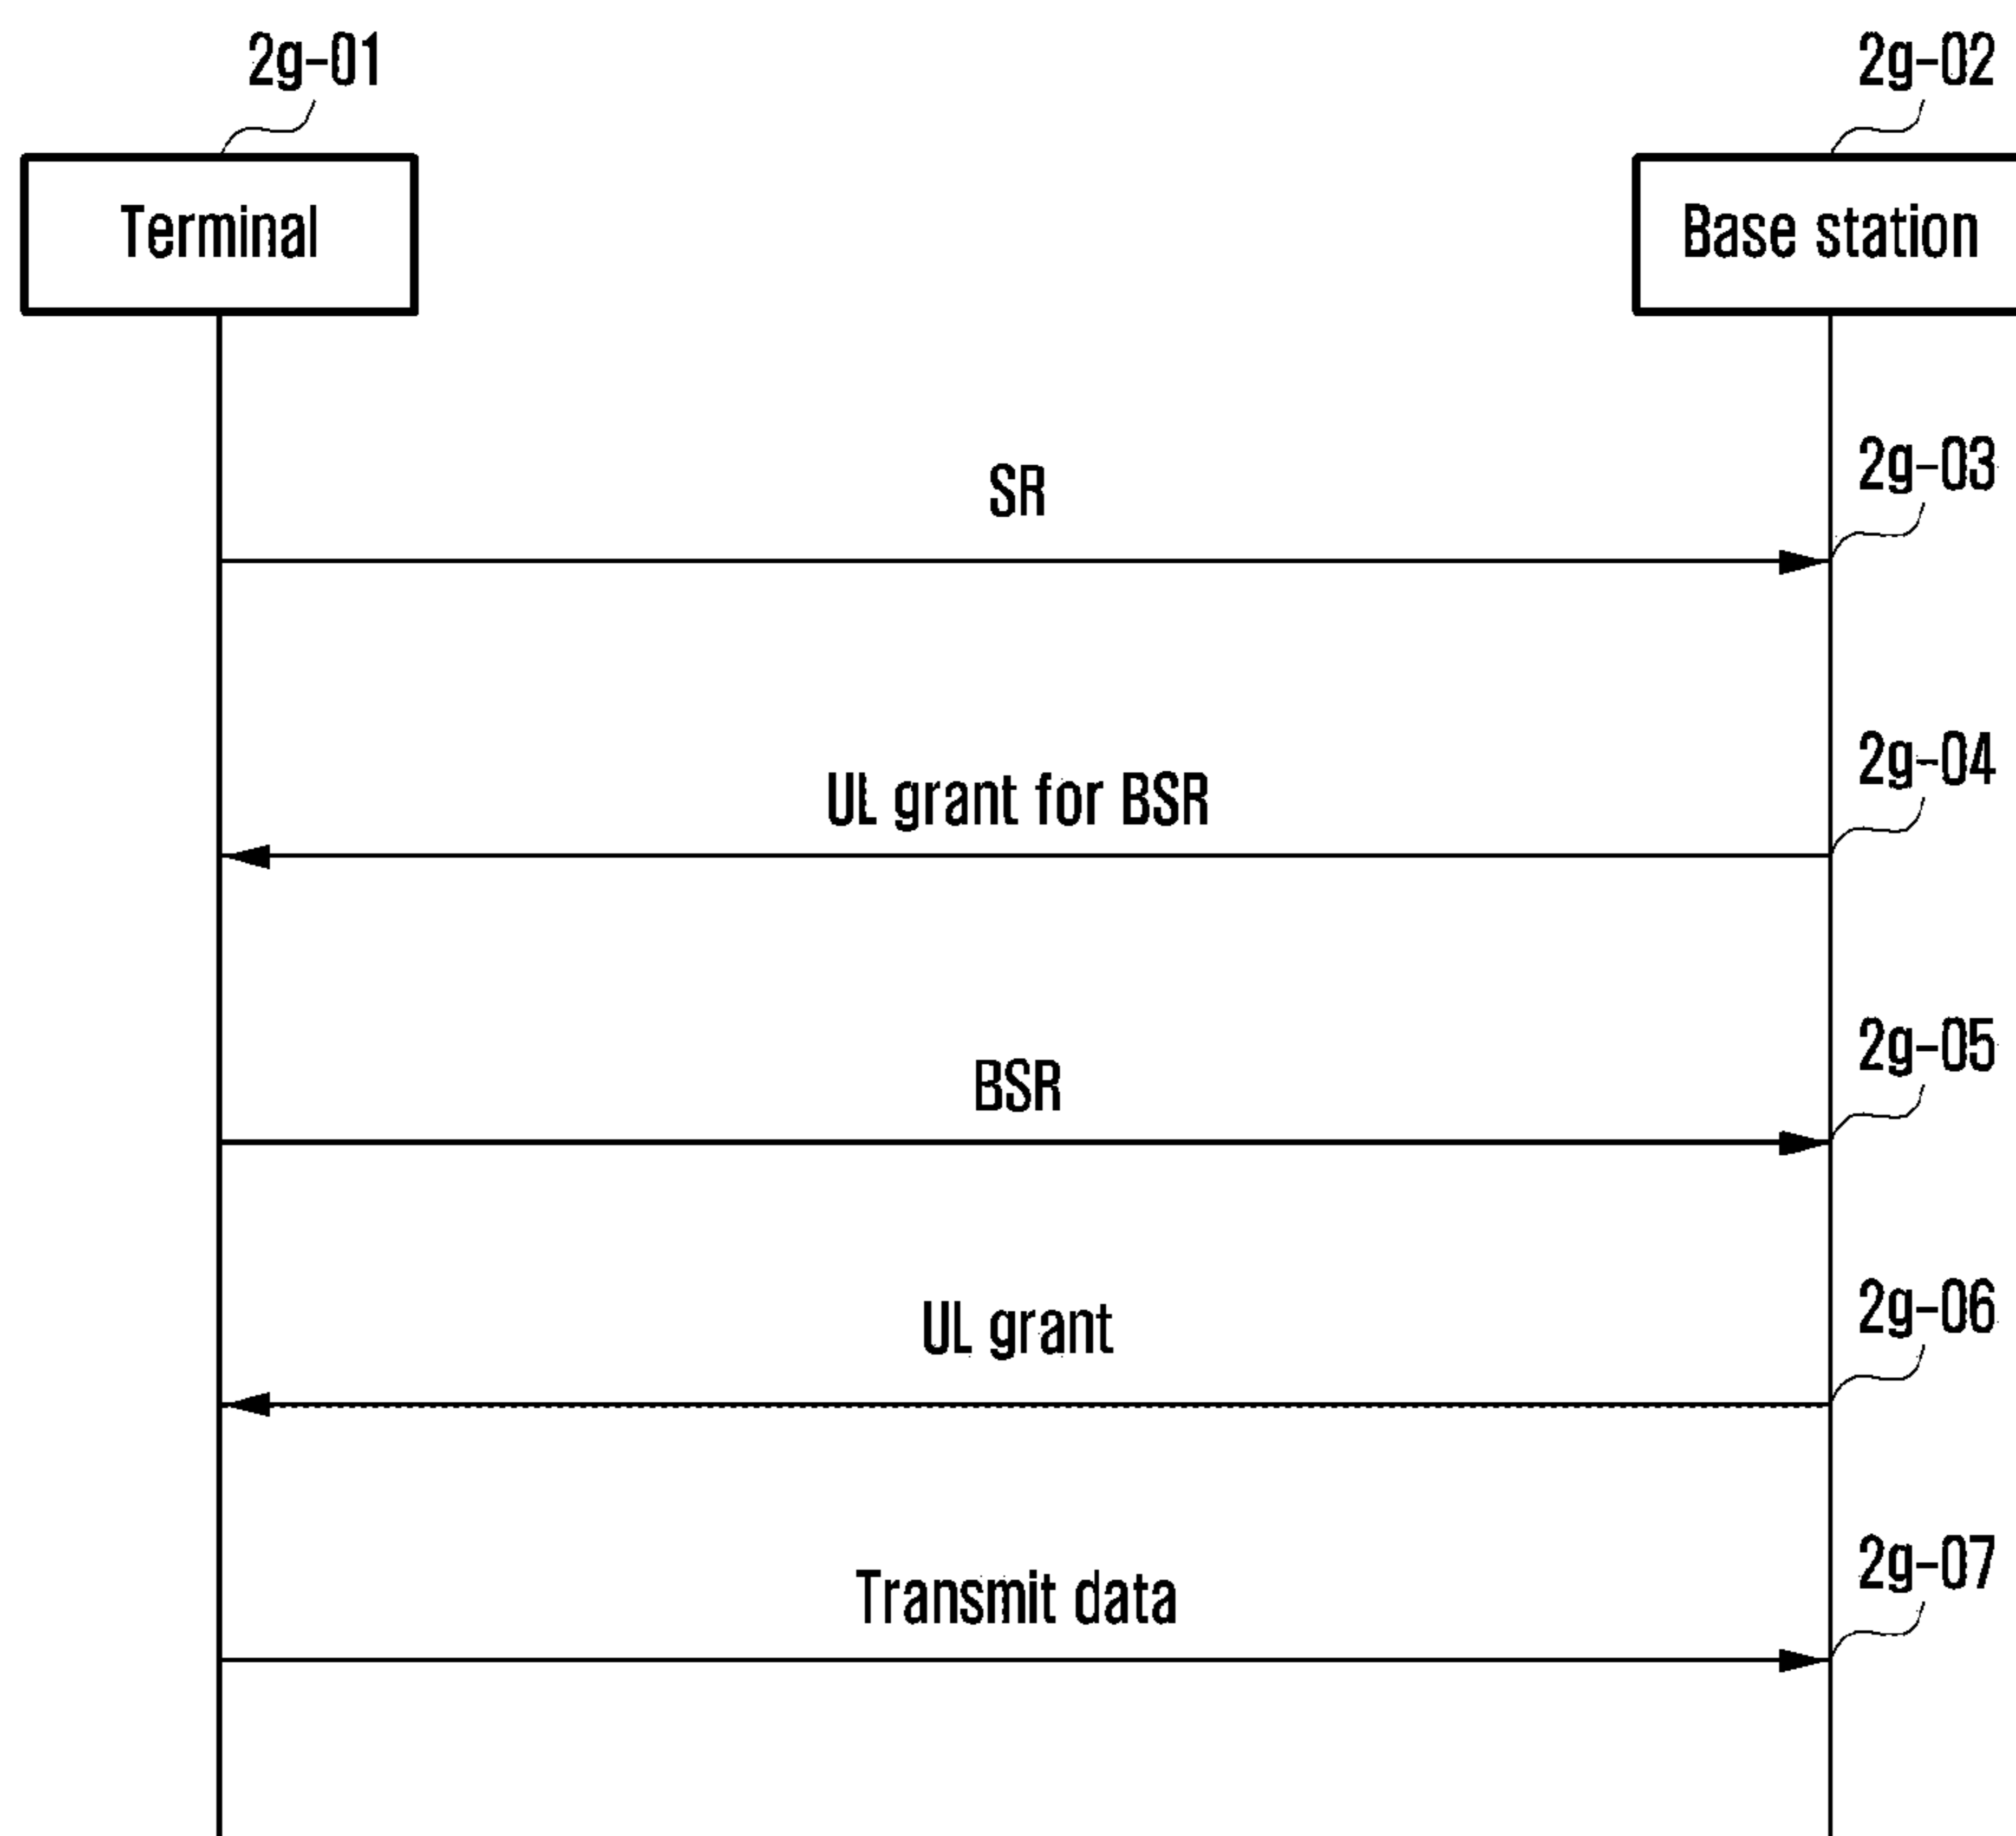 2g-01
2g-02
Terminal
Base station
2g-03
SR
2g-04
UL grant for BSR
2g-05
BSR
2g-06
UL grant
2g-07
Transmit data